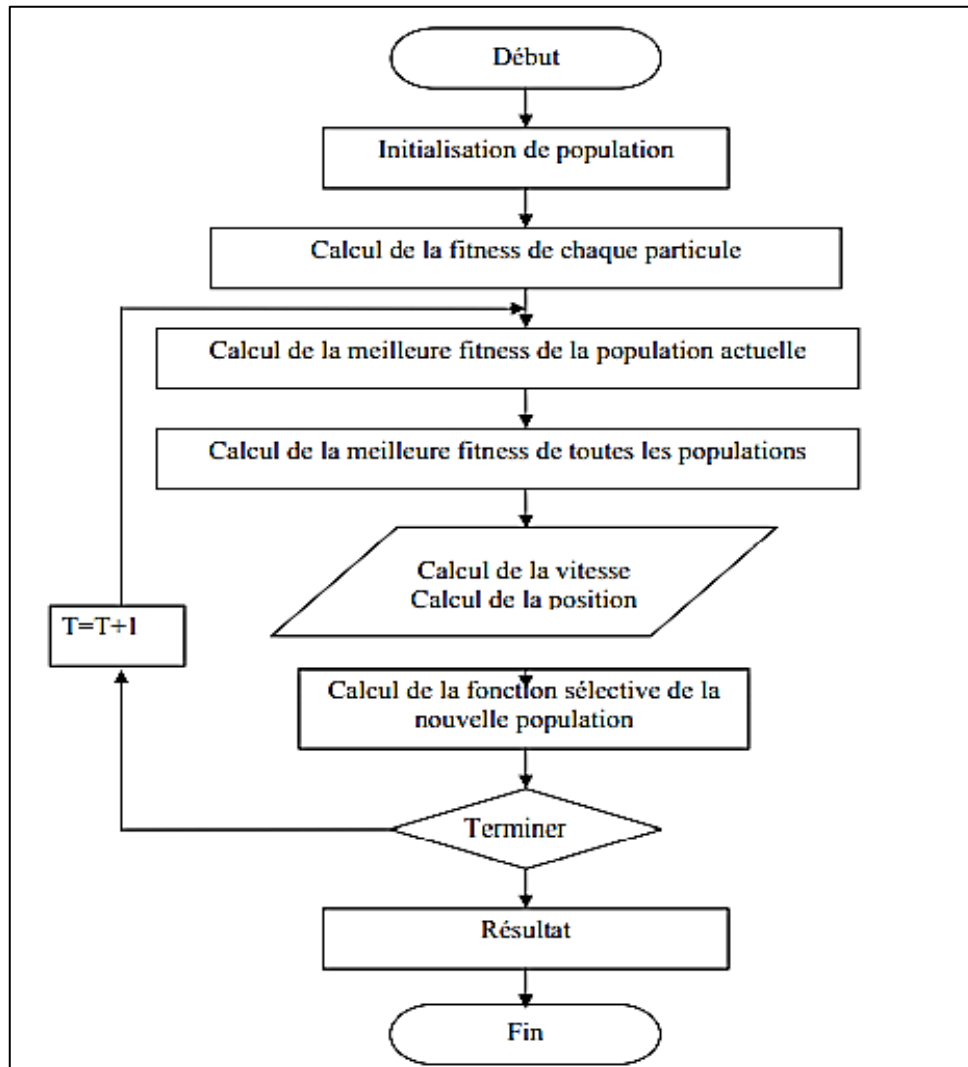 Début
Initialisation de population
Calcul de la fitness de chaque particule
Calcul de la meilleure fitness de la population actuelle
Calcul de la meilleure fitness de toutes les populations
Calcul de la vitesse
Calcul de la position
T=T+1
Calcul de la fonction sélective de la
nouvelle population
Terminer
Résultat
Fin